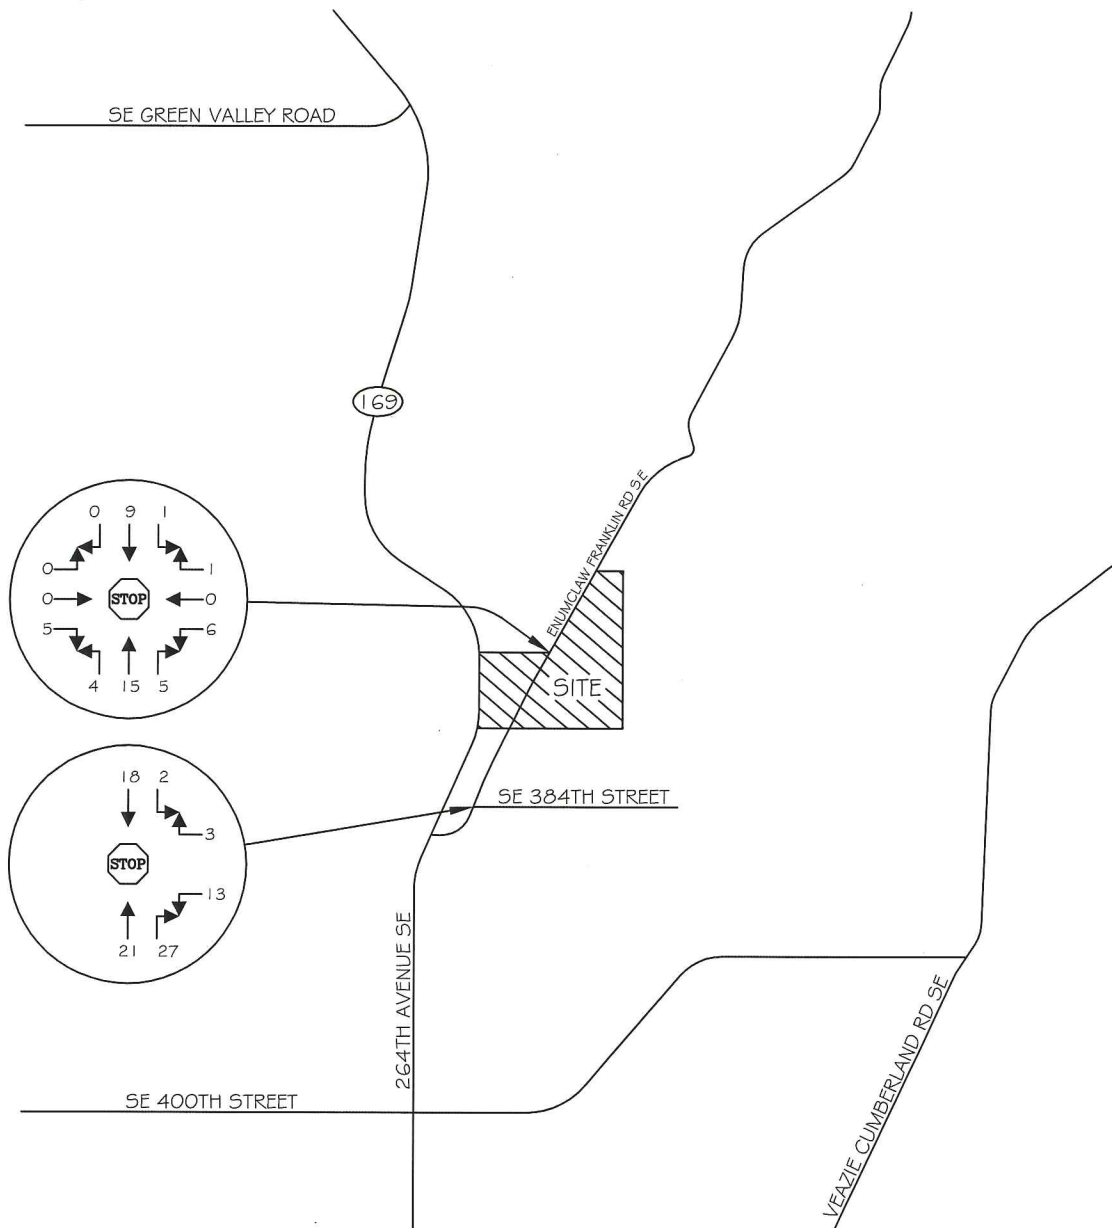 SE GREEN VALLEY ROAD
169
ENUMCLAW FRANKLIN RD SE
0 9 1
0 1
0 STOP 0
5 6
4 15 5
SITE
18 2
3
STOP
13
21 27
SE 384TH STREET
264TH AVENUE SE
SE 400TH STREET
VEAZIE CUMBERLAND RD SE